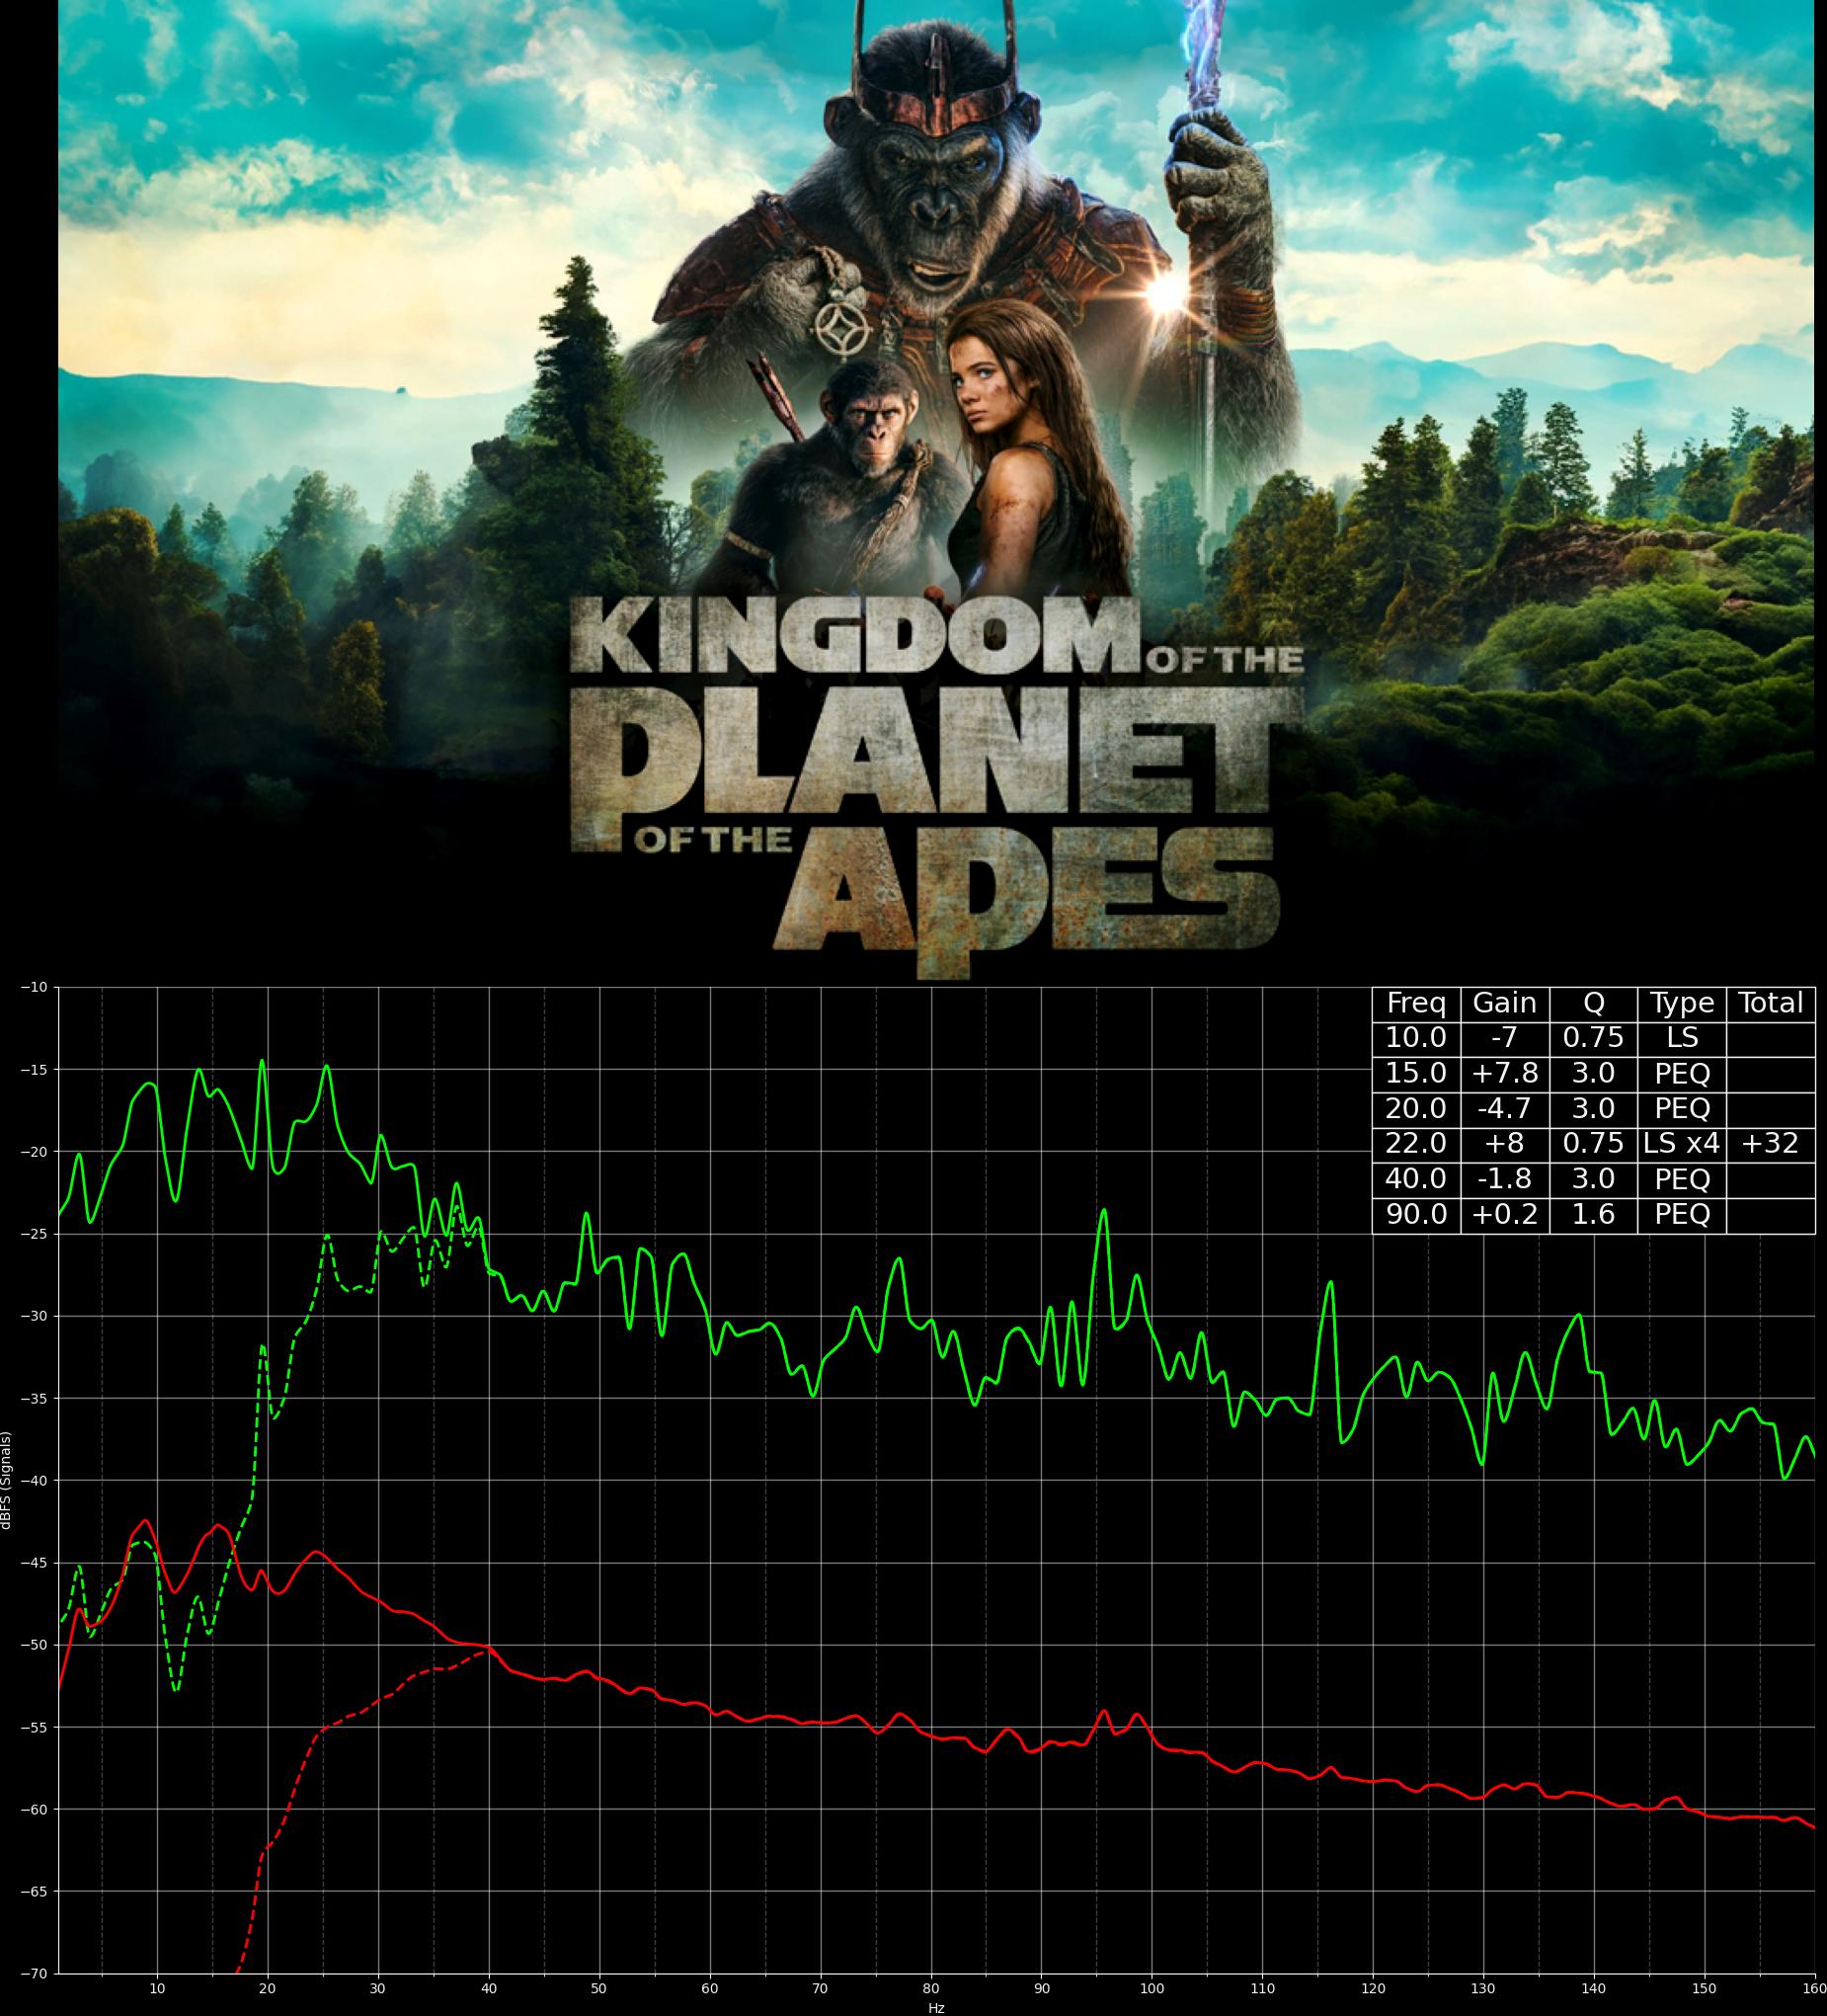 KINGDOM OF THE
PLANET
OF THE APES
Freq Gain Q Type Total
10.0 -7 0.75 LS
15.0 +7.8 3.0 PEQ
20.0 -4.7 3.0 PEQ
22.0 +8 0.75 LS x4 +32
40.0 -1.8 3.0 PEQ
90.0 +0.2 1.6 PEQ
−10
−15
−20
−25
−30
−35
−40
−45
−50
−55
−60
−65
−70
dBFS (Signals)
10 20 30 40 50 60 70 80 90 100 110 120 130 140 150 160
Hz